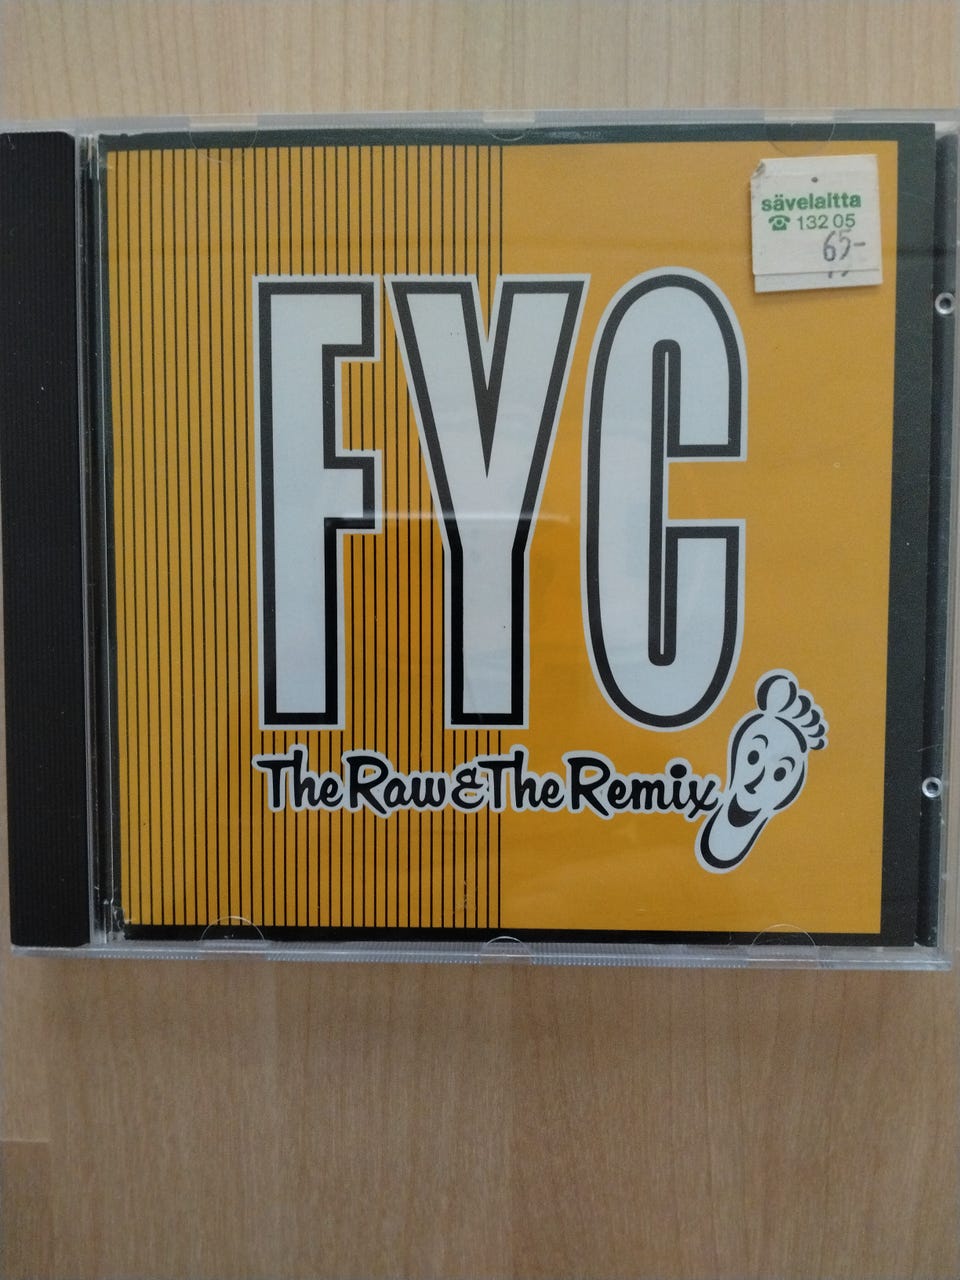 sävelaitta
☎ 132 05
65-
FYC
The Raw & The Remix